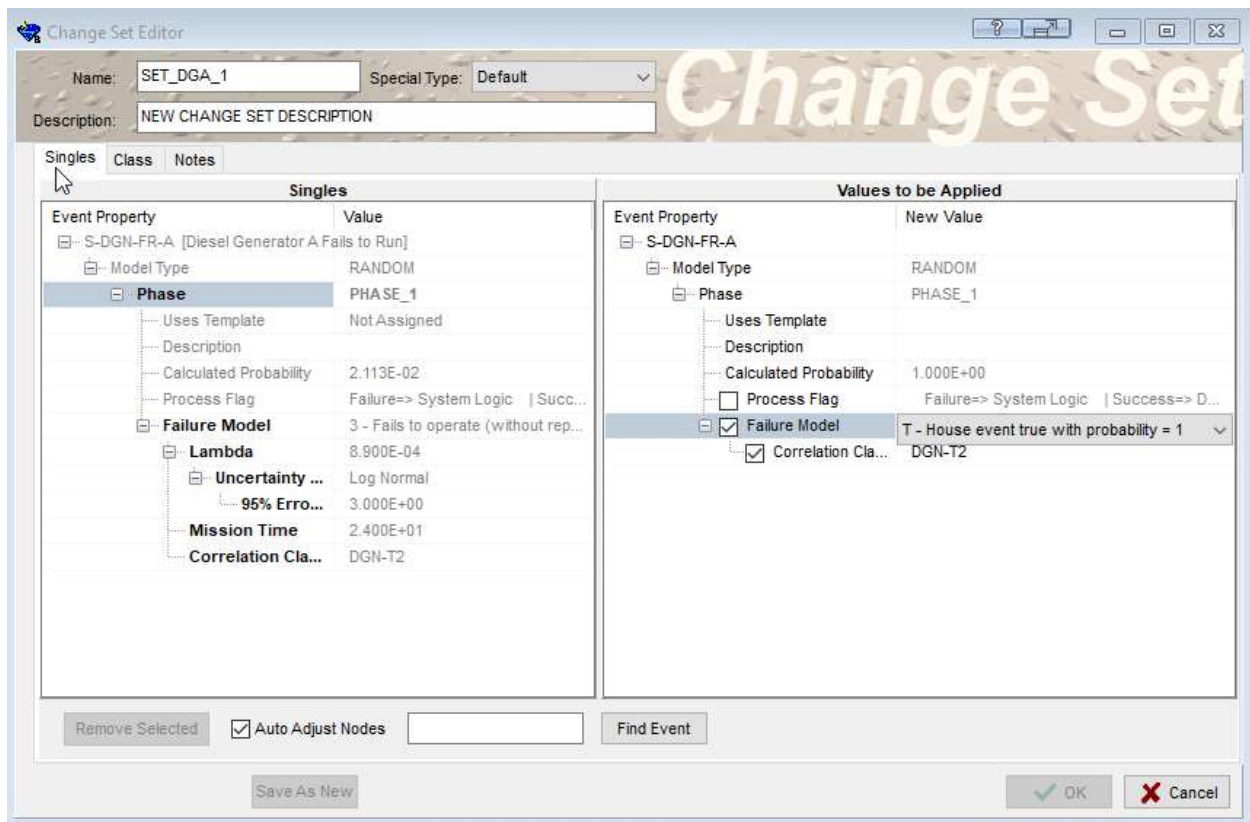 Change Set Editor
Name: SET_DGA_1 Special Type: Default
Change Set
Description: NEW CHANGE SET DESCRIPTION
Singles Class Notes
Singles
Event Property Value
S-DGN-FR-A [Diesel Generator A Fails to Run]
Model Type RANDOM
Phase PHASE_1
Uses Template Not Assigned
Description
Calculated Probability 2.113E-02
Process Flag Failure=> System Logic | Succ...
Failure Model 3 - Fails to operate (without rep...
Lambda 8.900E-04
Uncertainty ... Log Normal
95% Erro... 3.000E+00
Mission Time 2.400E+01
Correlation Cla... DGN-T2
Values to be Applied
Event Property New Value
S-DGN-FR-A
Model Type RANDOM
Phase PHASE_1
Uses Template
Description
Calculated Probability 1.000E+00
Process Flag Failure=> System Logic | Success=> D...
Failure Model T - House event true with probability = 1
Correlation Cla... DGN-T2
Remove Selected Auto Adjust Nodes Find Event
Save As New OK Cancel